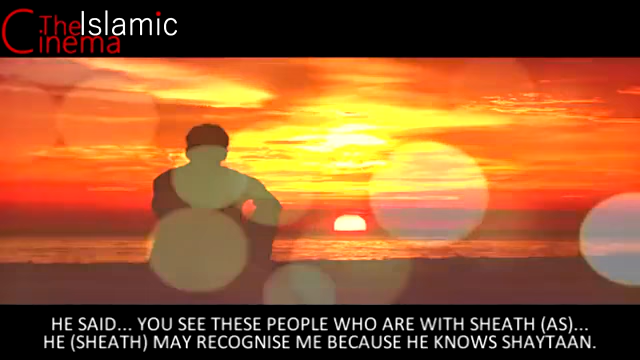 The Islamic
Cinema
HE SAID... YOU SEE THESE PEOPLE WHO ARE WITH SHEATH (AS)...
HE (SHEATH) MAY RECOGNISE ME BECAUSE HE KNOWS SHAYTAAN.